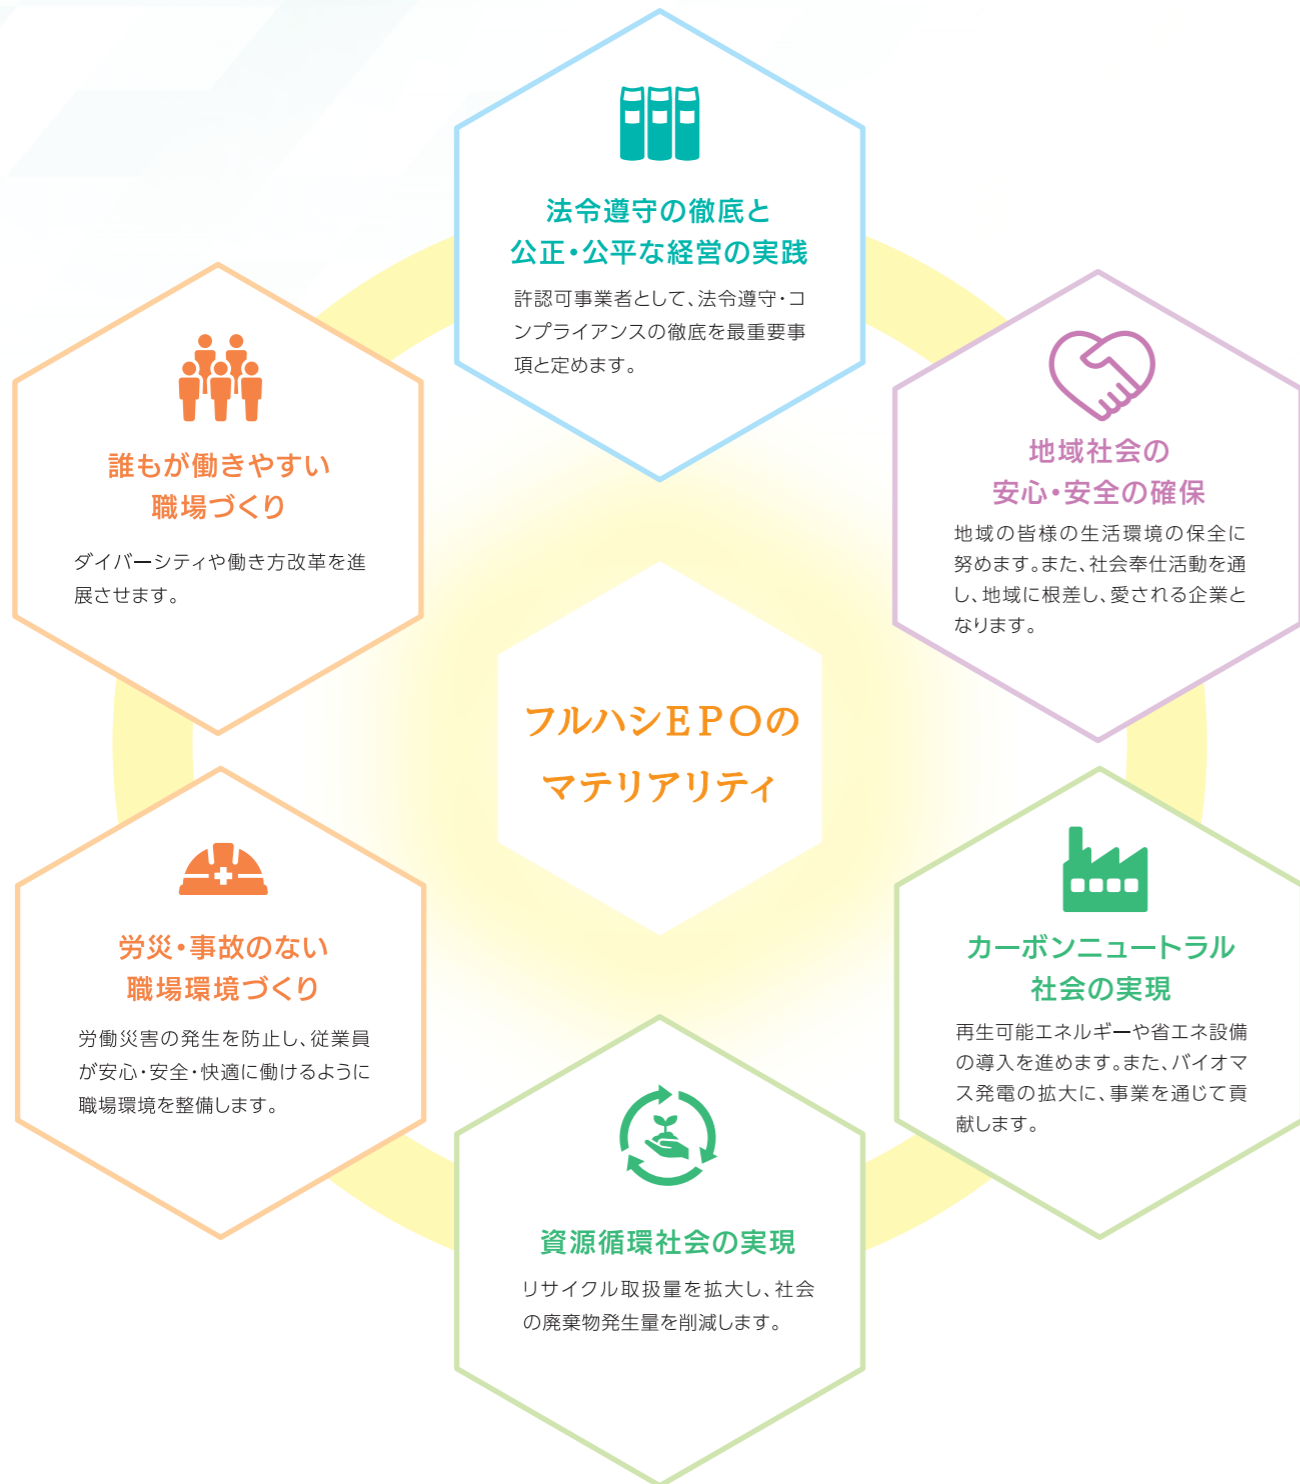 法令遵守の徹底と
公正・公平な経営の実践
許認可事業者として、法令遵守・コ
ンプライアンスの徹底を最重要事
項と定めます。
地域社会の
安心・安全の確保
地域の皆様の生活環境の保全に
努めます。また、社会奉仕活動を通
し、地域に根差し、愛される企業と
なります。
カーボンニュートラル
社会の実現
再生可能エネルギーや省エネ設備
の導入を進めます。また、バイオマ
ス発電の拡大に、事業を通じて貢
献します。
資源循環社会の実現
リサイクル取扱量を拡大し、社会
の廃棄物発生量を削減します。
労災・事故のない
職場環境づくり
労働災害の発生を防止し、従業員
が安心・安全・快適に働けるように
職場環境を整備します。
誰もが働きやすい
職場づくり
ダイバーシティや働き方改革を進
展させます。
フルハシEPOの
マテリアリティ